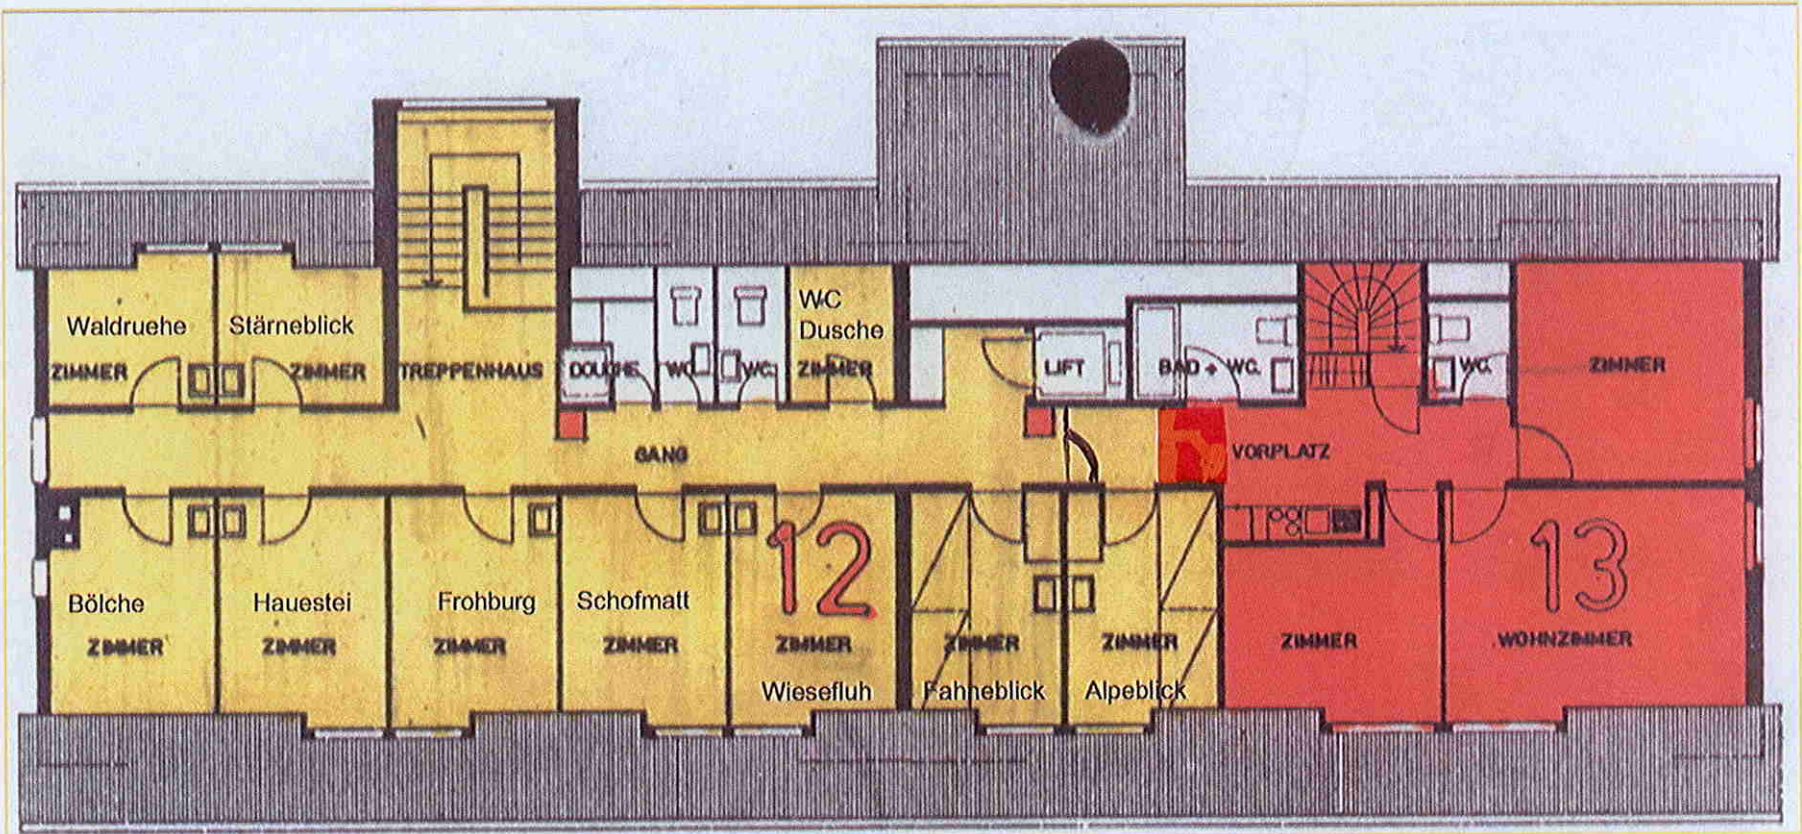 Waldruehe
ZIMMER
Stärneblick
ZIMMER
TREPPENHAUS
DOUCHE
WC
WC.
WC
Dusche
ZIMMER
LIFT
BAD + WC.
WC.
ZIMMER
GANG
VORPLATZ
Bölche
ZIMMER
Hauestei
ZIMMER
Frohburg
ZIMMER
Schofmatt
ZIMMER
12
ZIMMER
Wiesefluh
ZIMMER
Fahneblick
ZIMMER
Alpeblick
ZIMMER
13
WOHNZIMMER